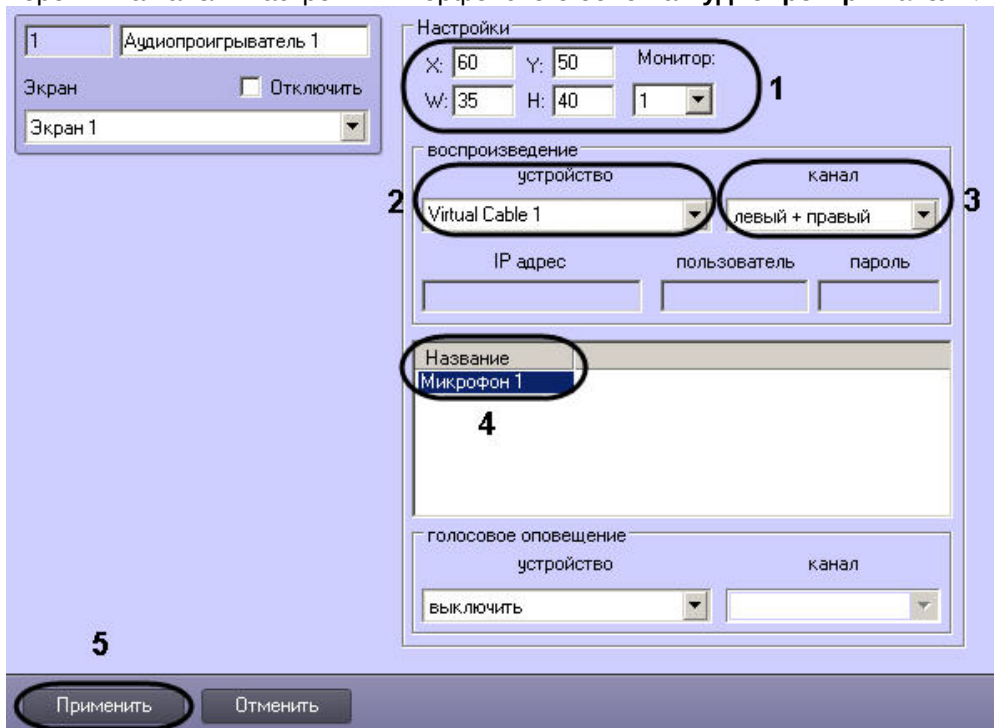 1 Аудиопроигрыватель 1
Экран Отключить
Экран 1
Настройки
X: 60 Y: 50 Монитор:
W: 35 H: 40 1
1
воспроизведение
устройство канал
2 Virtual Cable 1 левый + правый 3
IP адрес пользователь пароль
Название
Микрофон 1
4
голосовое оповещение
устройство канал
выключить
5
Применить Отменить